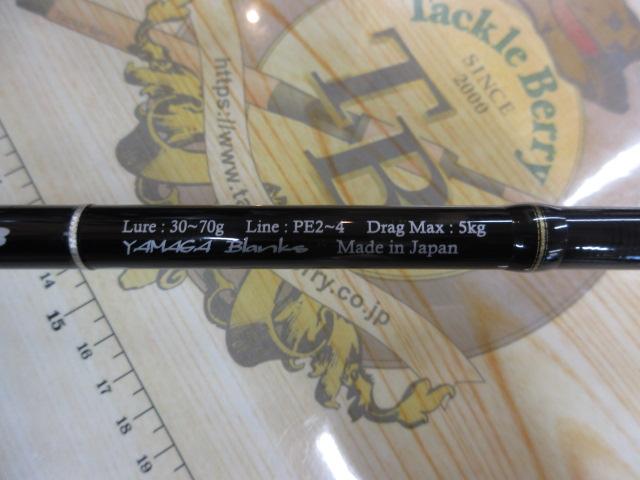 Tackle Berry
SINCE
2000
TB
https://www.ta
rry.co.jp
Lure : 30~70g Line : PE2~4 Drag Max : 5kg
YAMAGA Blanks Made in Japan
14
15
16
17
18
19